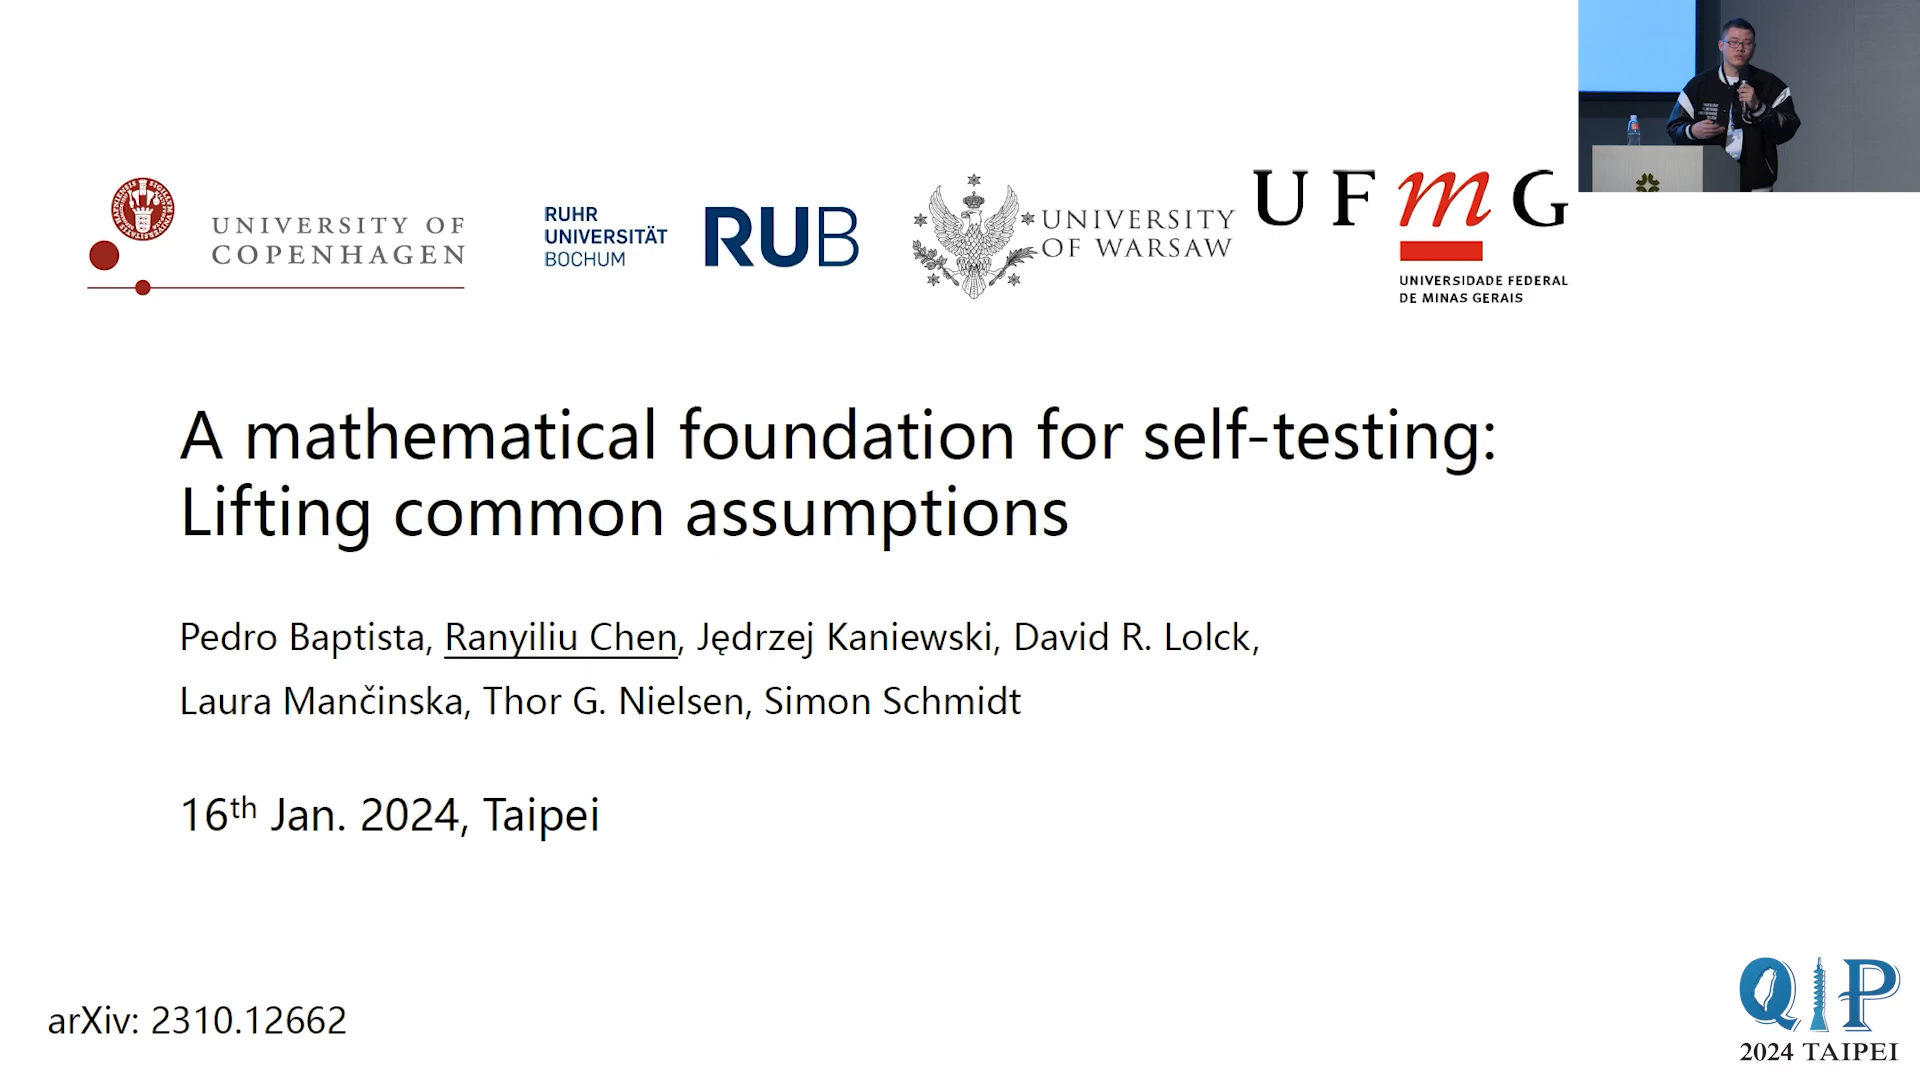 UNIVERSITY OF
COPENHAGEN
RUHR
UNIVERSITÄT
BOCHUM
RUB
UNIVERSITY
OF WARSAW
UFmG
UNIVERSIDADE FEDERAL
DE MINAS GERAIS
A mathematical foundation for self-testing:
Lifting common assumptions
Pedro Baptista, Ranyiliu Chen, Jędrzej Kaniewski, David R. Lolck,
Laura Mančinska, Thor G. Nielsen, Simon Schmidt
16th Jan. 2024, Taipei
arXiv: 2310.12662
QIP
2024 TAIPEI